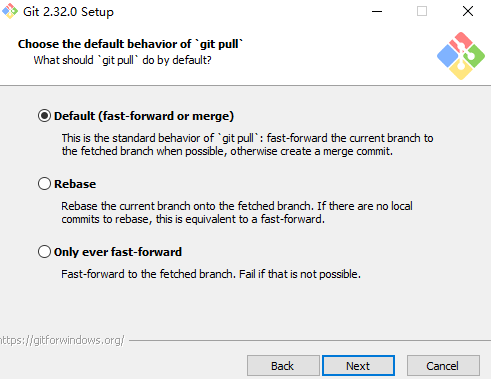 Git 2.32.0 Setup
Choose the default behavior of `git pull`
What should `git pull` do by default?
Default (fast-forward or merge)
This is the standard behavior of `git pull`: fast-forward the current branch to
the fetched branch when possible, otherwise create a merge commit.
Rebase
Rebase the current branch onto the fetched branch. If there are no local
commits to rebase, this is equivalent to a fast-forward.
Only ever fast-forward
Fast-forward to the fetched branch. Fail if that is not possible.
https://gitforwindows.org/
Back
Next
Cancel